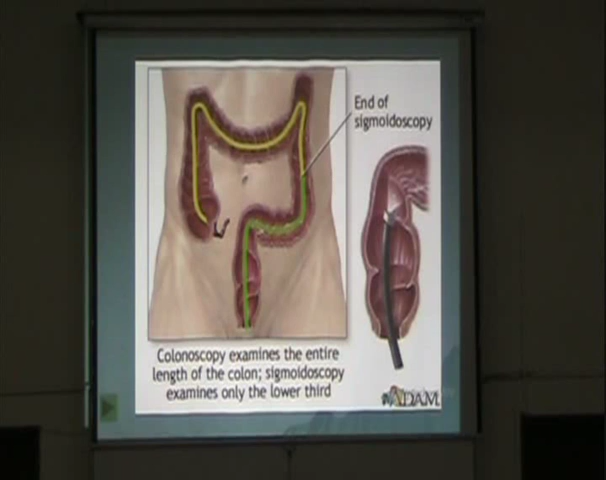 End of
sigmoidoscopy
Colonoscopy examines the entire
length of the colon; sigmoidoscopy
examines only the lower third
ADAM